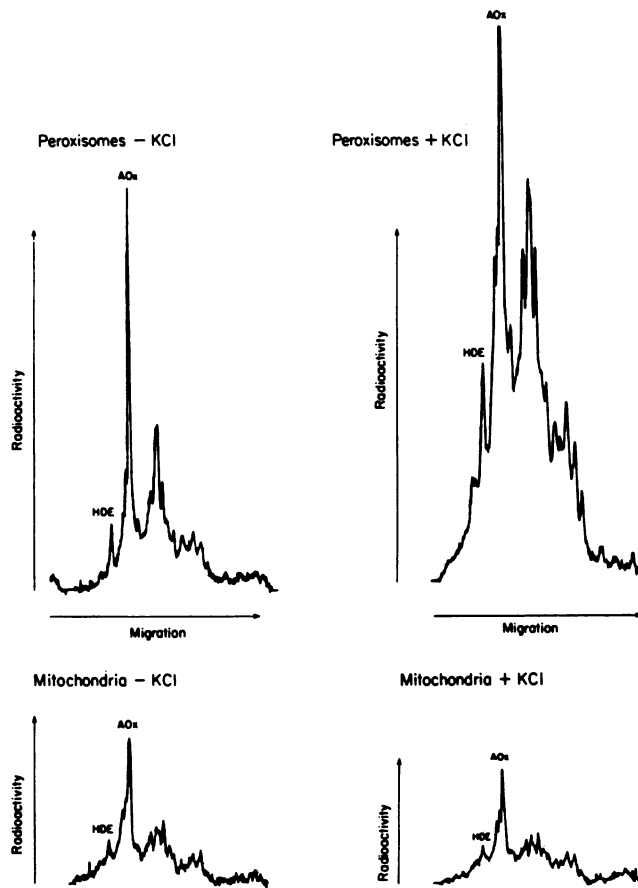 Peroxisomes - KCl
AOx
HDE
Radioactivity
Migration
Peroxisomes + KCl
AOx
HDE
Radioactivity
Migration
Mitochondria - KCl
AOx
HDE
Radioactivity
Mitochondria + KCl
AOx
HDE
Radioactivity